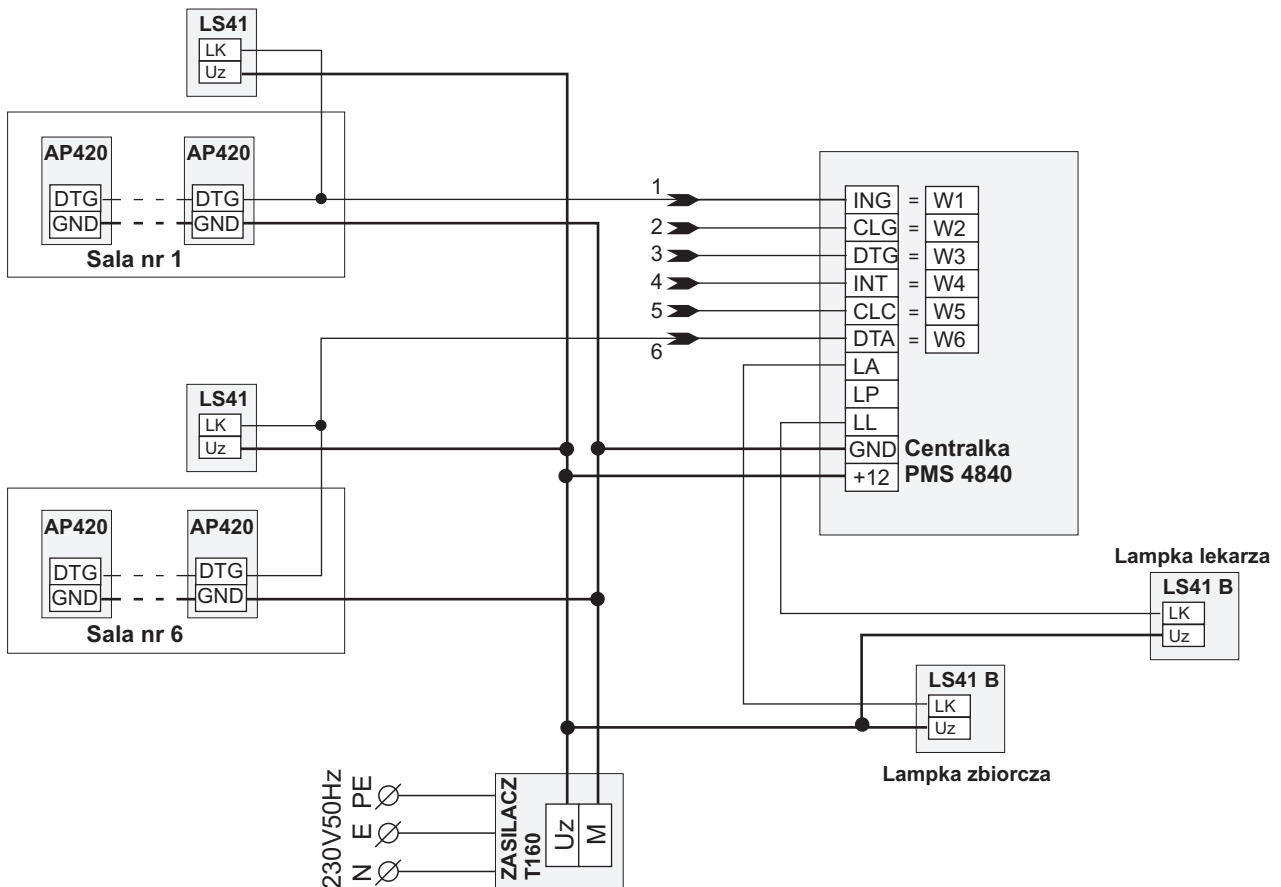 LS41
LK
Uz
AP420
AP420
DTG
DTG
GND
GND
Sala nr 1
1
2
3
4
5
6
ING = W1
CLG = W2
DTG = W3
INT = W4
CLC = W5
DTA = W6
LA
LP
LL
GND
+12
Centralka
PMS 4840
LS41
LK
Uz
AP420
AP420
DTG
DTG
GND
GND
Sala nr 6
Lampka lekarza
LS41 B
LK
Uz
LS41 B
LK
Uz
Lampka zbiorcza
230V50Hz
PE
E
N
ZASILACZ
T160
Uz
M